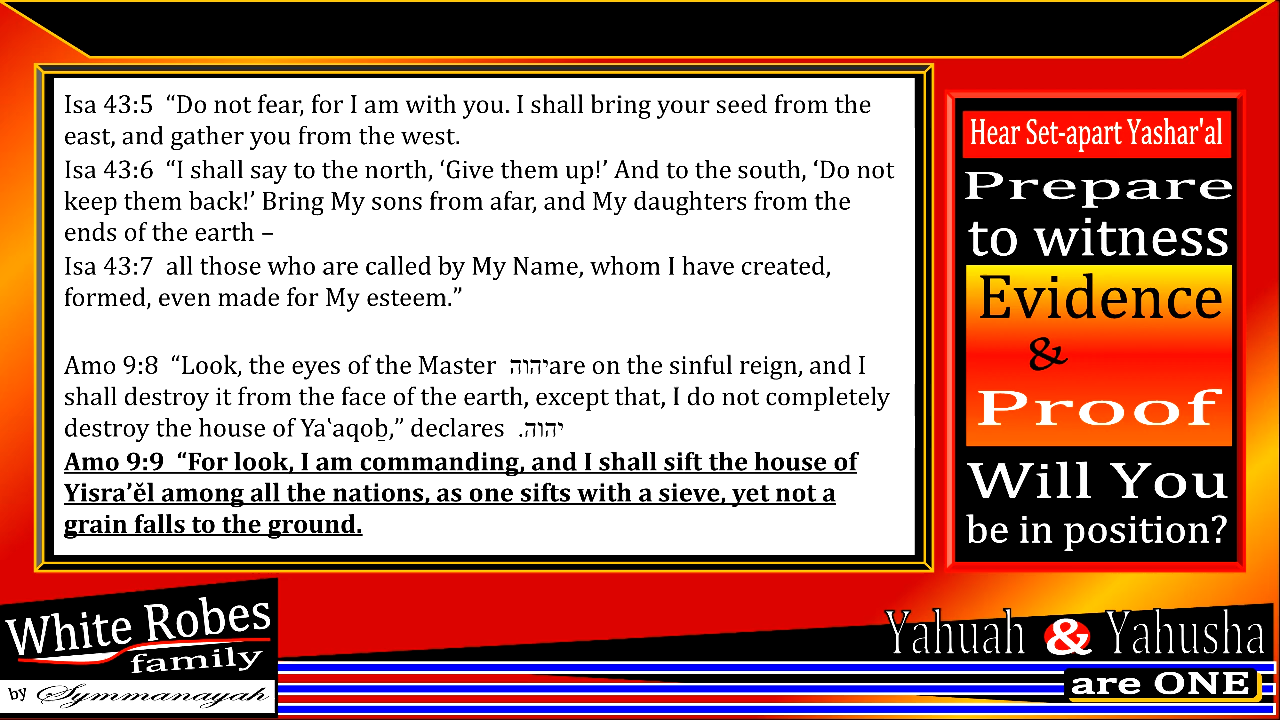 Isa 43:5 “Do not fear, for I am with you. I shall bring your seed from the
east, and gather you from the west.
Isa 43:6 “I shall say to the north, ‘Give them up!’ And to the south, ‘Do not
keep them back!’ Bring My sons from afar, and My daughters from the
ends of the earth –
Isa 43:7 all those who are called by My Name, whom I have created,
formed, even made for My esteem.”
Amo 9:8 “Look, the eyes of the Master יהוה are on the sinful reign, and I
shall destroy it from the face of the earth, except that, I do not completely
destroy the house of Yaʽaqoḇ,” declares יהוה.
Amo 9:9 “For look, I am commanding, and I shall sift the house of
Yisra’ĕl among all the nations, as one sifts with a sieve, yet not a
grain falls to the ground.
Hear Set-apart Yashar'al
Prepare
to witness
Evidence
&
Proof
Will You
be in position?
White Robes
family
by Symmanayah
Yahuah & Yahusha
are ONE